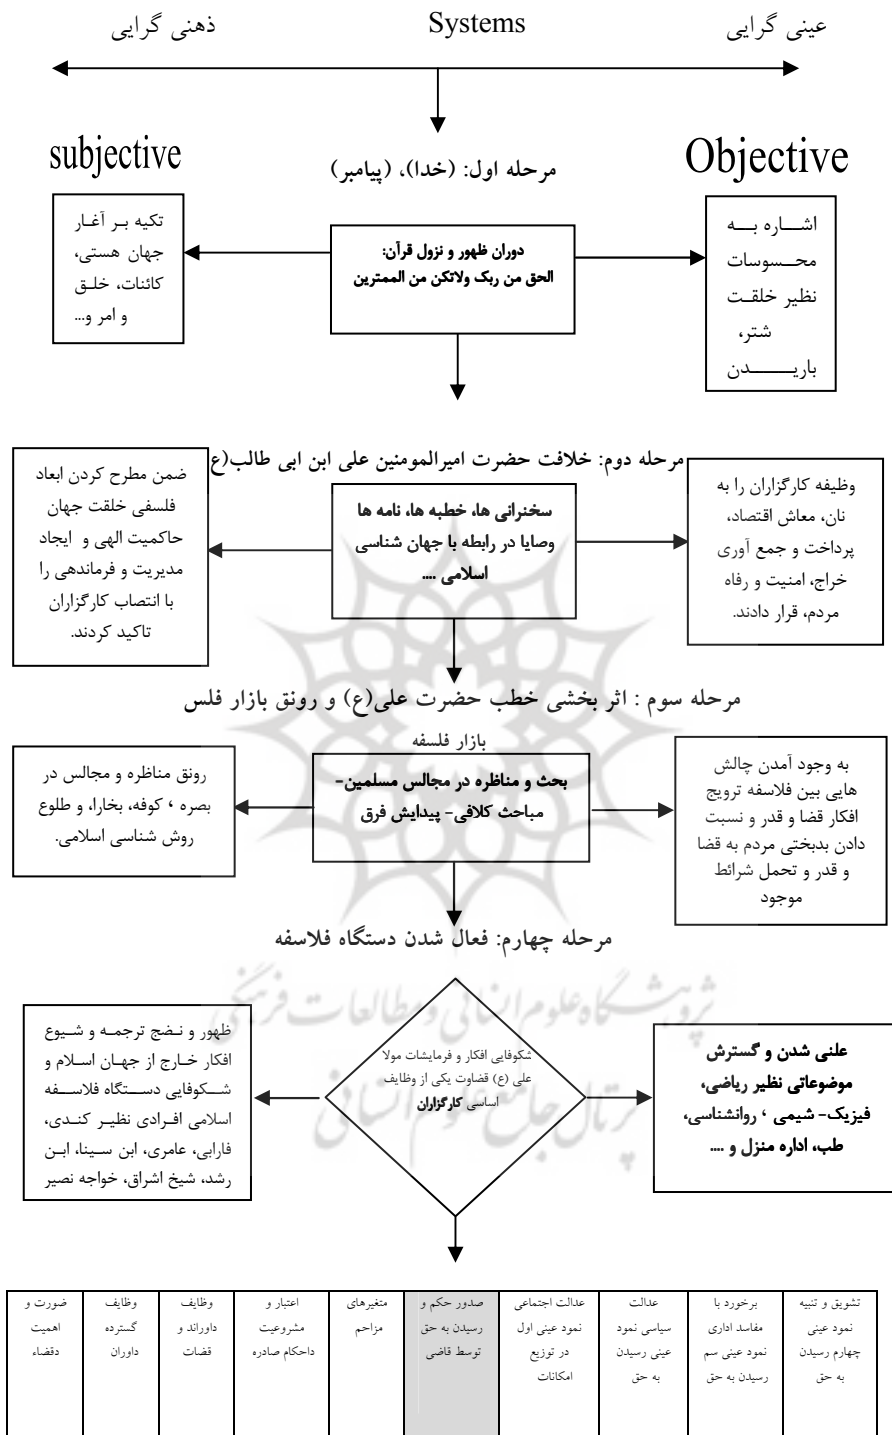 عینی گرایی
Systems
ذهنی گرایی
Objective
subjective
مرحله اول: (خدا)، (پیامبر)
اشاره به
محسوسات
نظیر خلقت
شتر،
باریدن
دوران ظهور و نزول قرآن:
الحق من ربک ولاتکن من الممترین
تکیه بر آغار
جهان هستی،
کائنات، خلق
و امر و...
مرحله دوم: خلافت حضرت امیرالمومنین علی ابن ابی طالب(ع
وظیفه کارگزاران را به
نان، معاش اقتصاد،
پرداخت و جمع آوری
خراج، امنیت و رفاه
مردم، قرار دادند.
سخنرانی ها، خطبه ها، نامه ها
وصایا در رابطه با جهان شناسی
اسلامی ....
ضمن مطرح کردن ابعاد
فلسفی خلقت جهان
حاکمیت الهی و ایجاد
مدیریت و فرماندهی را
با انتصاب کارگزاران
تاکید کردند.
مرحله سوم : اثر بخشی خطب حضرت علی(ع) و رونق بازار فلس
بازار فلسفه
به وجود آمدن چالش
هایی بین فلاسفه ترویج
افکار قضا و قدر و نسبت
دادن بدبختی مردم به قضا
و قدر و تحمل شرائط
موجود
بحث و مناظره در مجالس مسلمین-
مباحث کلافی- پیدایش فرق
رونق مناظره و مجالس در
بصره ، کوفه، بخارا، و طلوع
روش شناسی اسلامی.
مرحله چهارم: فعال شدن دستگاه فلاسفه
پژوهشگاه علوم انسانی و مطالعات فرهنگی
پرتال جامع علوم انسانی
علنی شدن و گسترش
موضوعاتی نظیر ریاضی،
فیزیک- شیمی ، روانشناسی،
طب، اداره منزل و ....
شکوفایی افکار و فرمایشات مولا
علی (ع) قضاوت یکی از وظایف
اساسی کارگزاران
ظهور و نضج ترجمه و شیوع
افکار خارج از جهان اسلام و
شکوفایی دستگاه فلاسفه
اسلامی افرادی نظیر کندی،
فارابی، عامری، ابن سینا، ابن
رشد، شیخ اشراق، خواجه نصیر
تشویق و تنبیه
نمود عینی
چهارم رسیدن
به حق
برخورد با
مفاسد اداری
نمود عینی سم
رسیدن به حق
عدالت
سیاسی نمود
عینی رسیدن
به حق
عدالت اجتماعی
نمود عینی اول
در توزیع
امکانات
صدور حکم و
رسیدن به حق
توسط قاضی
متغیرهای
مزاحم
اعتبار و
مشروعیت
داحکام صادره
وظایف
داوراند و
قضات
وظایف
گسترده
داوران
ضورت و
اهمیت
دقضاء